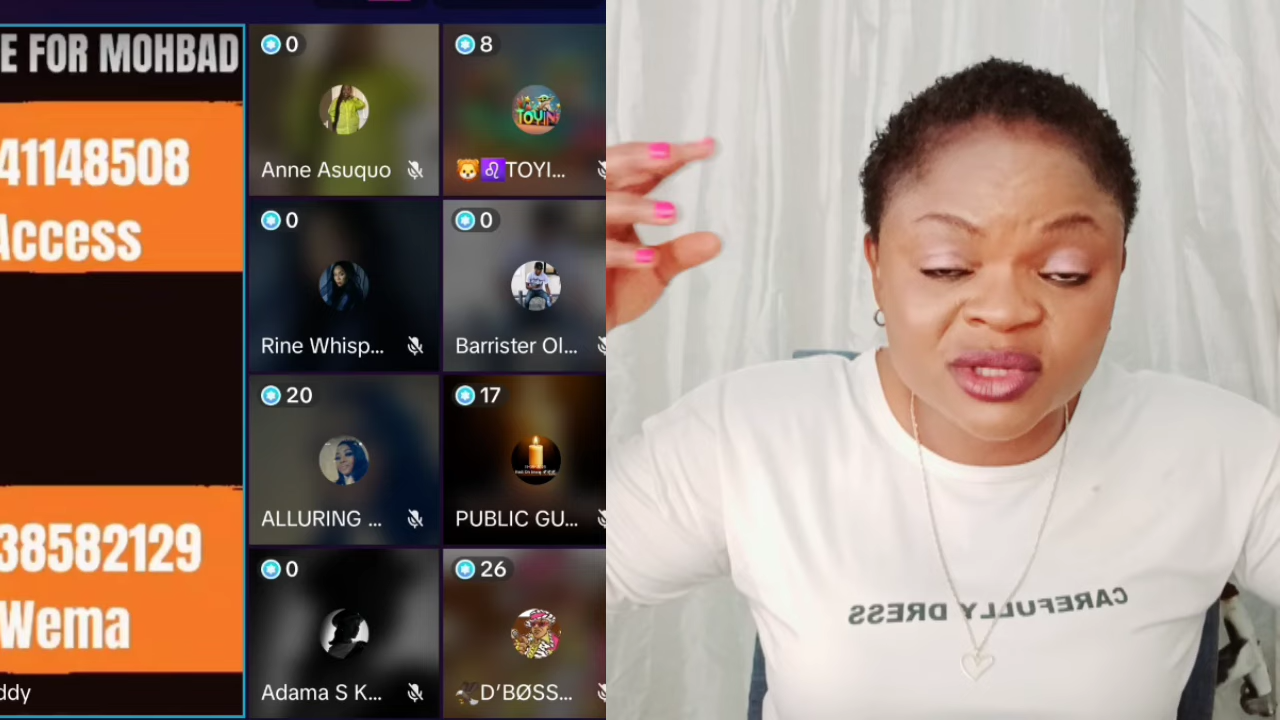 E FOR MOHBAD
41148508
Access
38582129
Wema
ddy
0
Anne Asuquo
8
TOYI...
0
Rine Whisp...
0
Barrister Ol...
20
ALLURING ...
17
PUBLIC GU...
0
Adama S K...
26
D'BØSS...
TOYIN
CAREFULLY DRESS